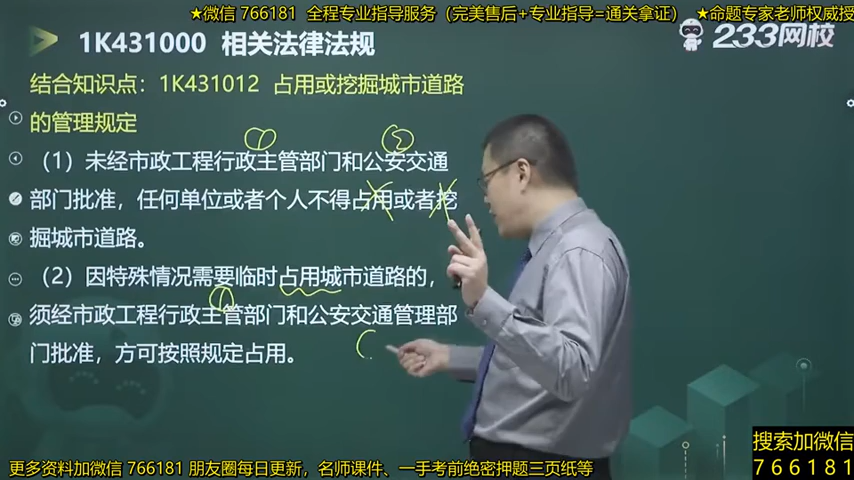 ★微信 766181 全程专业指导服务（完美售后+专业指导=通关拿证） ★命题专家老师权威授
1K431000 相关法律法规
233网校
结合知识点：1K431012 占用或挖掘城市道路
的管理规定
① ②
（1）未经市政工程行政主管部门和公安交通
部门批准，任何单位或者个人不得占用或者挖
掘城市道路。
（2）因特殊情况需要临时占用城市道路的，
①
须经市政工程行政主管部门和公安交通管理部
门批准，方可按照规定占用。
搜索加微信
766181
更多资料加微信 766181 朋友圈每日更新，名师课件、一手考前绝密押题三页纸等